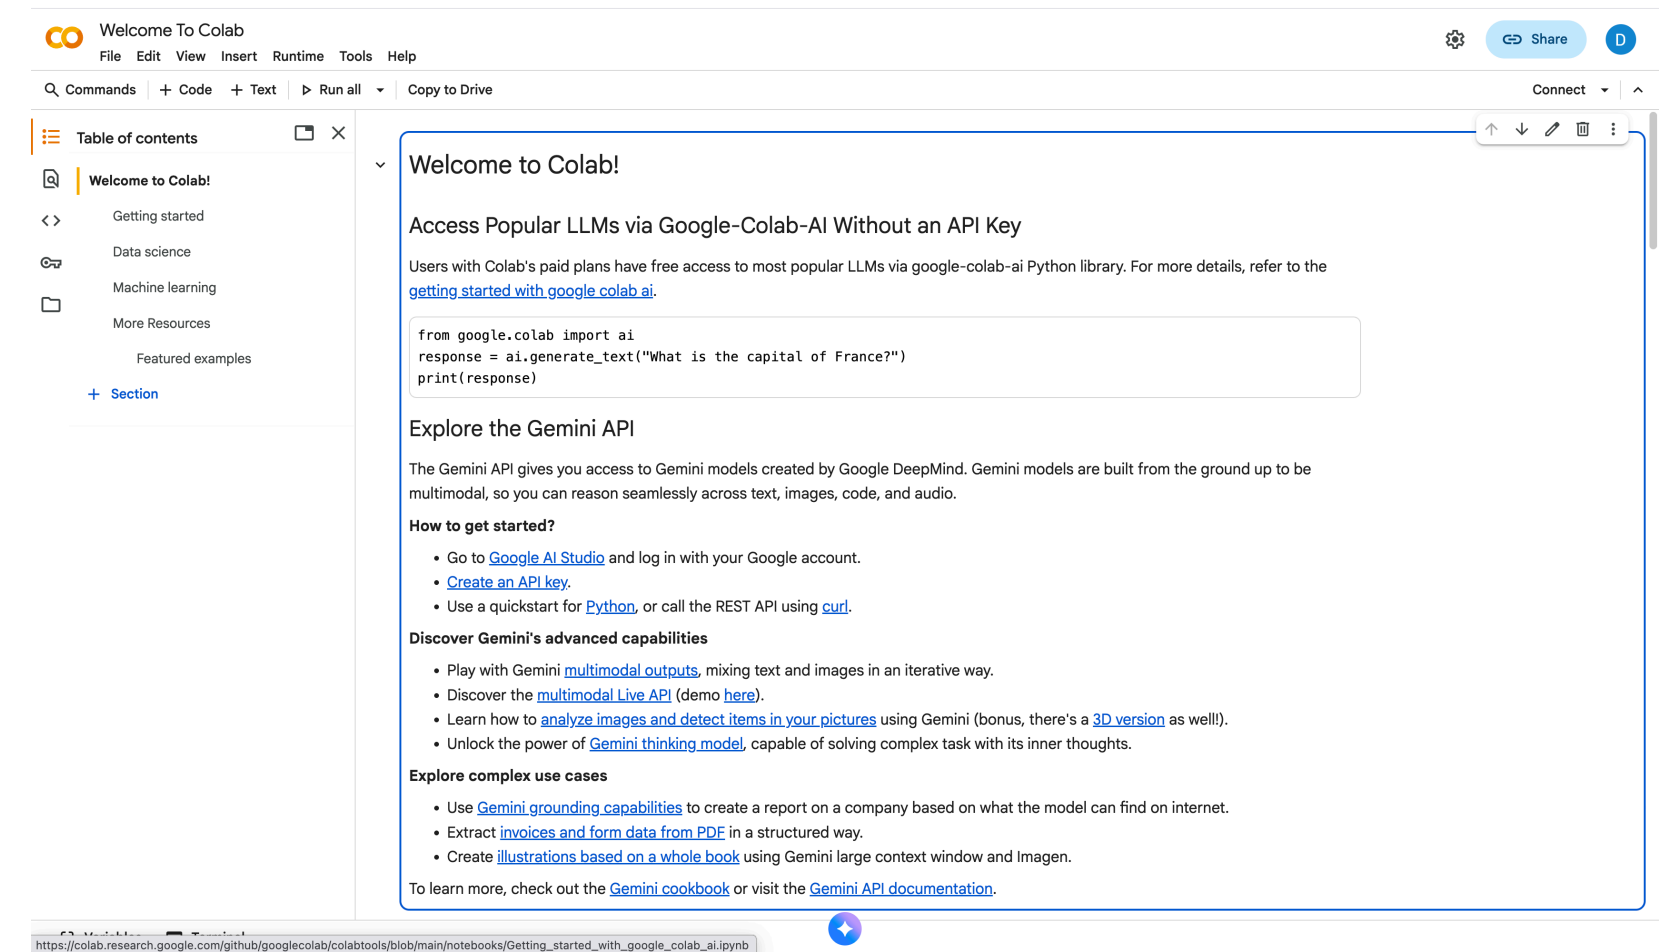 Welcome To Colab
File Edit View Insert Runtime Tools Help
Share
D
Commands + Code + Text Run all Copy to Drive
Connect
Table of contents
Welcome to Colab!
Getting started
Data science
Machine learning
More Resources
Featured examples
+ Section
Welcome to Colab!
Access Popular LLMs via Google-Colab-AI Without an API Key
Users with Colab's paid plans have free access to most popular LLMs via google-colab-ai Python library. For more details, refer to the
getting started with google colab ai.
from google.colab import ai
response = ai.generate_text("What is the capital of France?")
print(response)
Explore the Gemini API
The Gemini API gives you access to Gemini models created by Google DeepMind. Gemini models are built from the ground up to be
multimodal, so you can reason seamlessly across text, images, code, and audio.
How to get started?
• Go to Google AI Studio and log in with your Google account.
• Create an API key.
• Use a quickstart for Python, or call the REST API using curl.
Discover Gemini's advanced capabilities
• Play with Gemini multimodal outputs, mixing text and images in an iterative way.
• Discover the multimodal Live API (demo here).
• Learn how to analyze images and detect items in your pictures using Gemini (bonus, there's a 3D version as well!).
• Unlock the power of Gemini thinking model, capable of solving complex task with its inner thoughts.
Explore complex use cases
• Use Gemini grounding capabilities to create a report on a company based on what the model can find on internet.
• Extract invoices and form data from PDF in a structured way.
• Create illustrations based on a whole book using Gemini large context window and Imagen.
To learn more, check out the Gemini cookbook or visit the Gemini API documentation.
Variables Terminal
https://colab.research.google.com/github/googlecolab/colabtools/blob/main/notebooks/Getting_started_with_google_colab_ai.ipynb